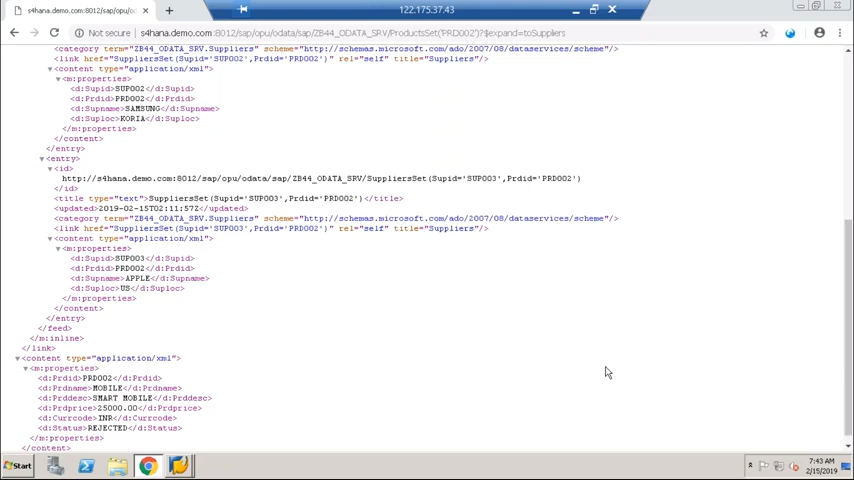 s4hana.demo.com:8012/sap/opu/od
122.175.37.43
Not secure | s4hana.demo.com:8012/sap/opu/odata/sap/ZB44_ODATA_SRV/ProductsSet('PRD002')?$expand=toSuppliers
<category term="ZB44_ODATA_SRV.Suppliers" scheme="http://schemas.microsoft.com/ado/2007/08/dataservices/scheme"/>
<link href="SuppliersSet(Supid='SUP002',Prdid='PRD002')" rel="self" title="Suppliers"/>
<content type="application/xml">
<m:properties>
<d:Supid>SUP002</d:Supid>
<d:Prdid>PRD002</d:Prdid>
<d:Supname>SAMSUNG</d:Supname>
<d:Suploc>KORIA</d:Suploc>
</m:properties>
</content>
</entry>
<entry>
<id>
http://s4hana.demo.com:8012/sap/opu/odata/sap/ZB44_ODATA_SRV/SuppliersSet(Supid='SUP003',Prdid='PRD002')
</id>
<title type="text">SuppliersSet(Supid='SUP003',Prdid='PRD002')</title>
<updated>2019-02-15T02:11:57Z</updated>
<category term="ZB44_ODATA_SRV.Suppliers" scheme="http://schemas.microsoft.com/ado/2007/08/dataservices/scheme"/>
<link href="SuppliersSet(Supid='SUP003',Prdid='PRD002')" rel="self" title="Suppliers"/>
<content type="application/xml">
<m:properties>
<d:Supid>SUP003</d:Supid>
<d:Prdid>PRD002</d:Prdid>
<d:Supname>APPLE</d:Supname>
<d:Suploc>US</d:Suploc>
</m:properties>
</content>
</entry>
</feed>
</m:inline>
</link>
<content type="application/xml">
<m:properties>
<d:Prdid>PRD002</d:Prdid>
<d:Prdname>MOBILE</d:Prdname>
<d:Prddesc>SMART MOBILE</d:Prddesc>
<d:Prdprice>25000.00</d:Prdprice>
<d:Currcode>INR</d:Currcode>
<d:Status>REJECTED</d:Status>
</m:properties>
</content>
Start
7:43 AM
2/15/2019